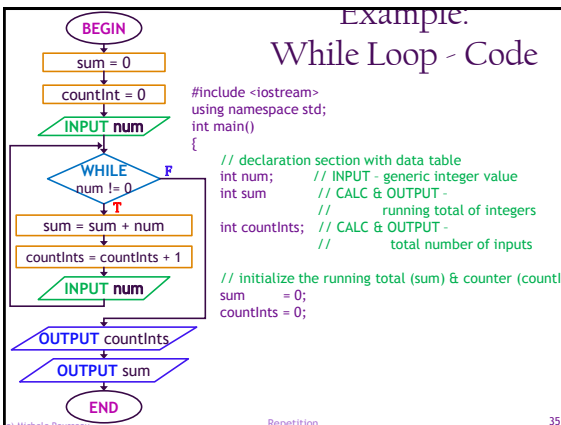 Example:
While Loop - Code
BEGIN
sum = 0
countInt = 0
INPUT num
WHILE
num != 0
F
T
sum = sum + num
countInts = countInts + 1
INPUT num
OUTPUT countInts
OUTPUT sum
END
#include <iostream>
using namespace std;
int main()
{
// declaration section with data table
int num; // INPUT - generic integer value
int sum // CALC & OUTPUT -
// running total of integers
int countInts; // CALC & OUTPUT -
// total number of inputs
// initialize the running total (sum) & counter (countI
sum = 0;
countInts = 0;
Repetition
35